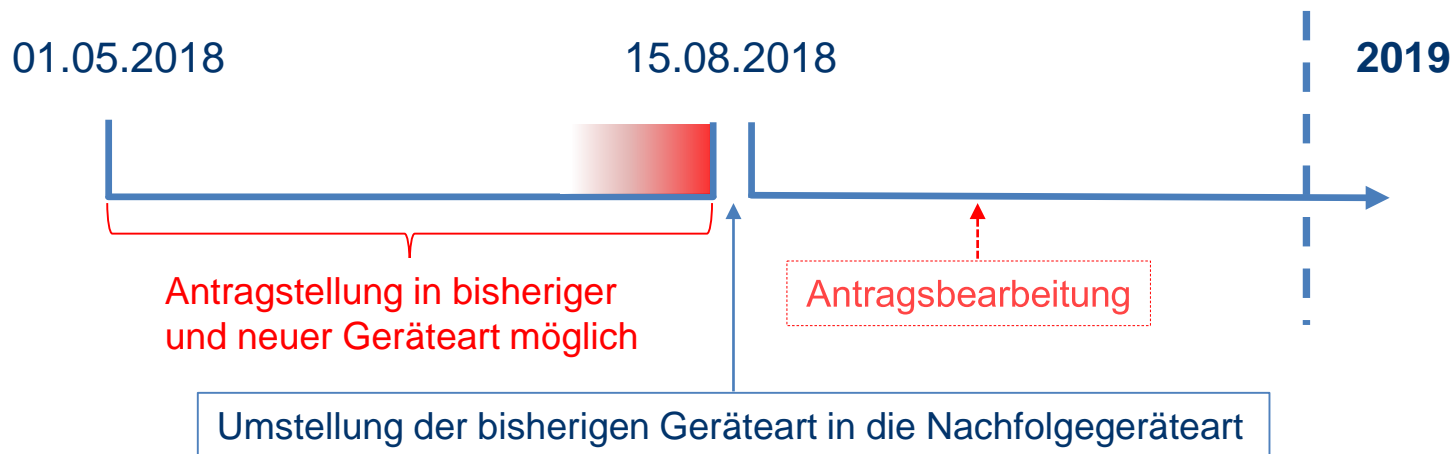 01.05.2018
15.08.2018
2019
Antragstellung in bisheriger
und neuer Geräteart möglich
Antragsbearbeitung
Umstellung der bisherigen Geräteart in die Nachfolgegeräteart